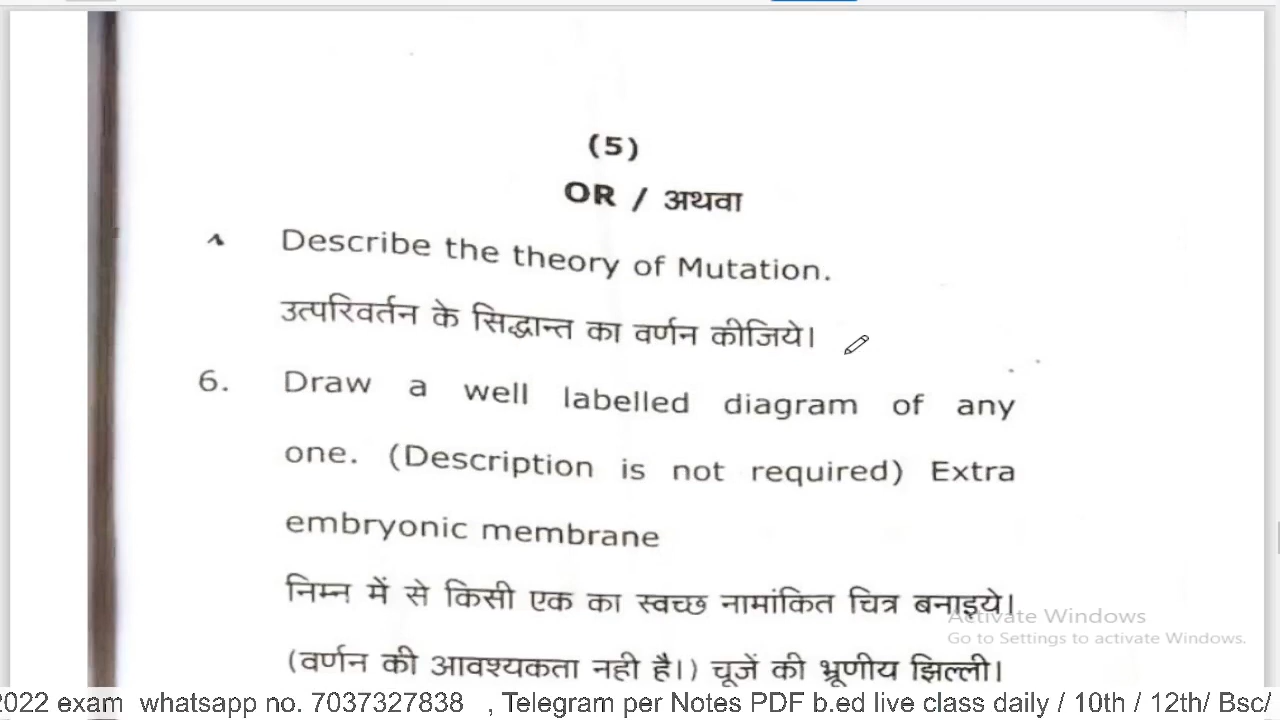 (5)
OR / अथवा
Describe the theory of Mutation.
उत्परिवर्तन के सिद्धान्त का वर्णन कीजिये।
6. Draw a well labelled diagram of any
one. (Description is not required) Extra
embryonic membrane
निम्न में से किसी एक का स्वच्छ नामांकित चित्र बनाइये।
Activate Windows
Go to Settings to activate Windows.
(वर्णन की आवश्यकता नही है।) चूजें की भ्रूणीय झिल्ली।
2022 exam whatsapp no. 7037327838 , Telegram per Notes PDF b.ed live class daily / 10th / 12th/ Bsc/